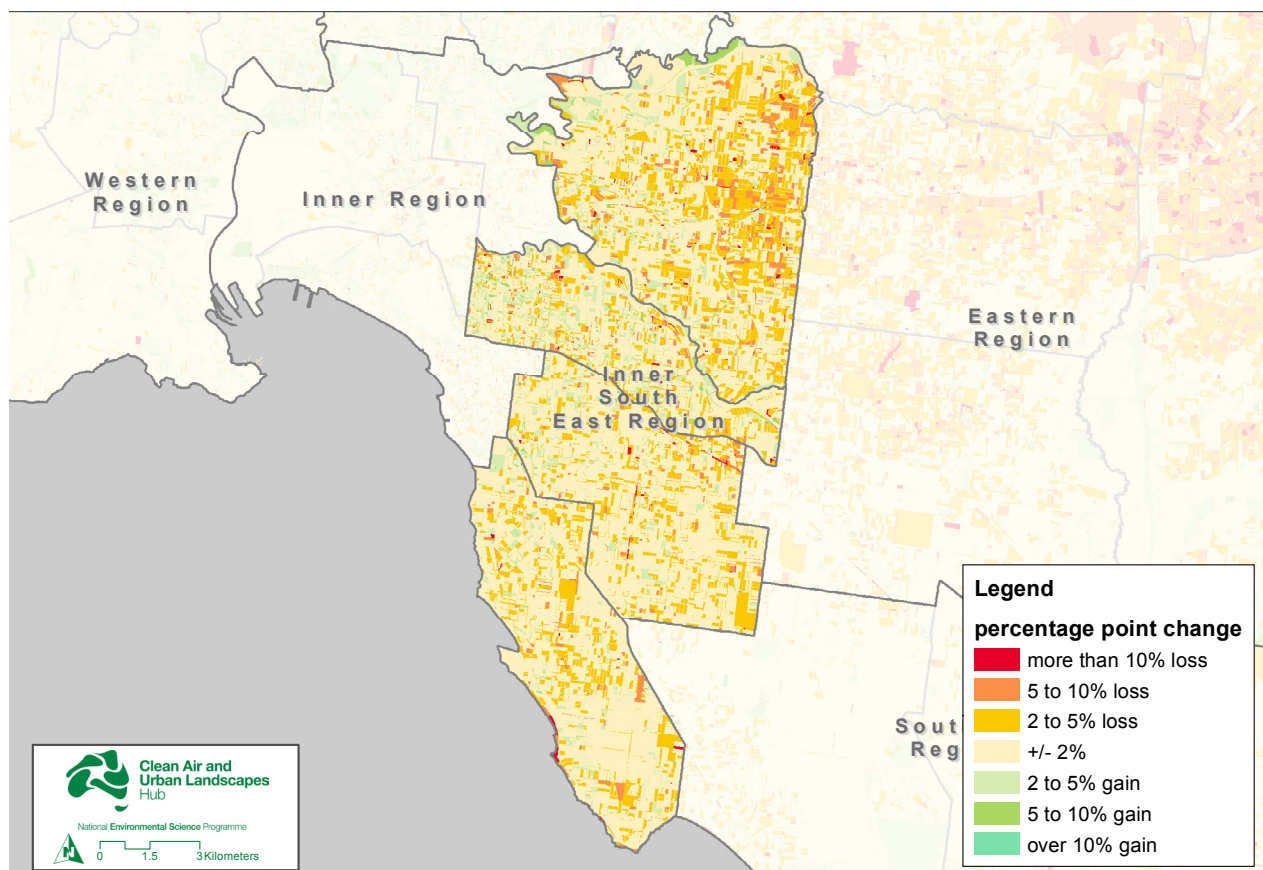 Western
Region
Inner Region
Eastern
Region
Inner
South
East Region
Legend
percentage point change
more than 10% loss
5 to 10% loss
2 to 5% loss
+/- 2%
2 to 5% gain
5 to 10% gain
over 10% gain
Sout
Reg
Clean Air and
Urban Landscapes
Hub
National Environmental Science Programme
N
0 1.5 3 Kilometers